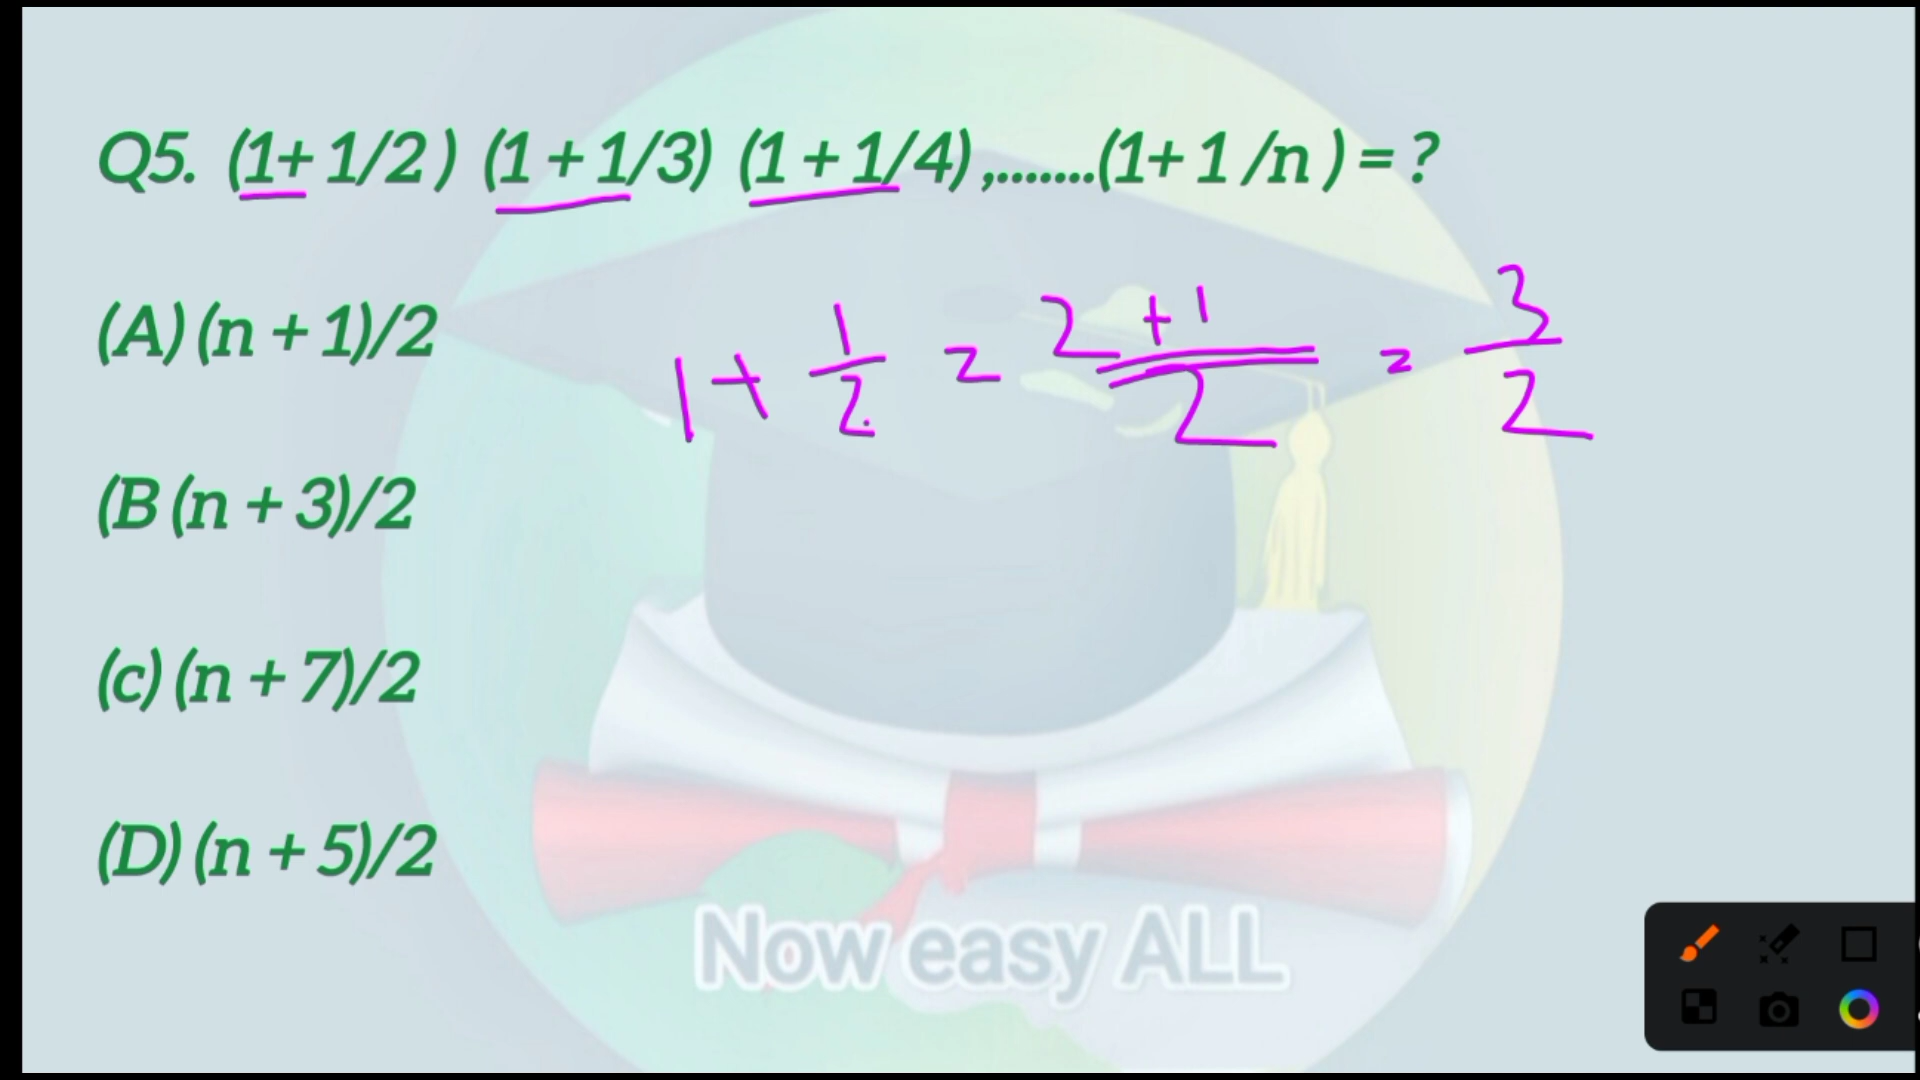 Q5. (1+ 1/2 ) (1 + 1/3) (1 + 1/4) ,.......(1+ 1 /n ) = ?
(A) (n + 1)/2
1 + 1/2 = 2+1/2 = 3/2
(B (n + 3)/2
(c) (n + 7)/2
(D) (n + 5)/2
Now easy ALL